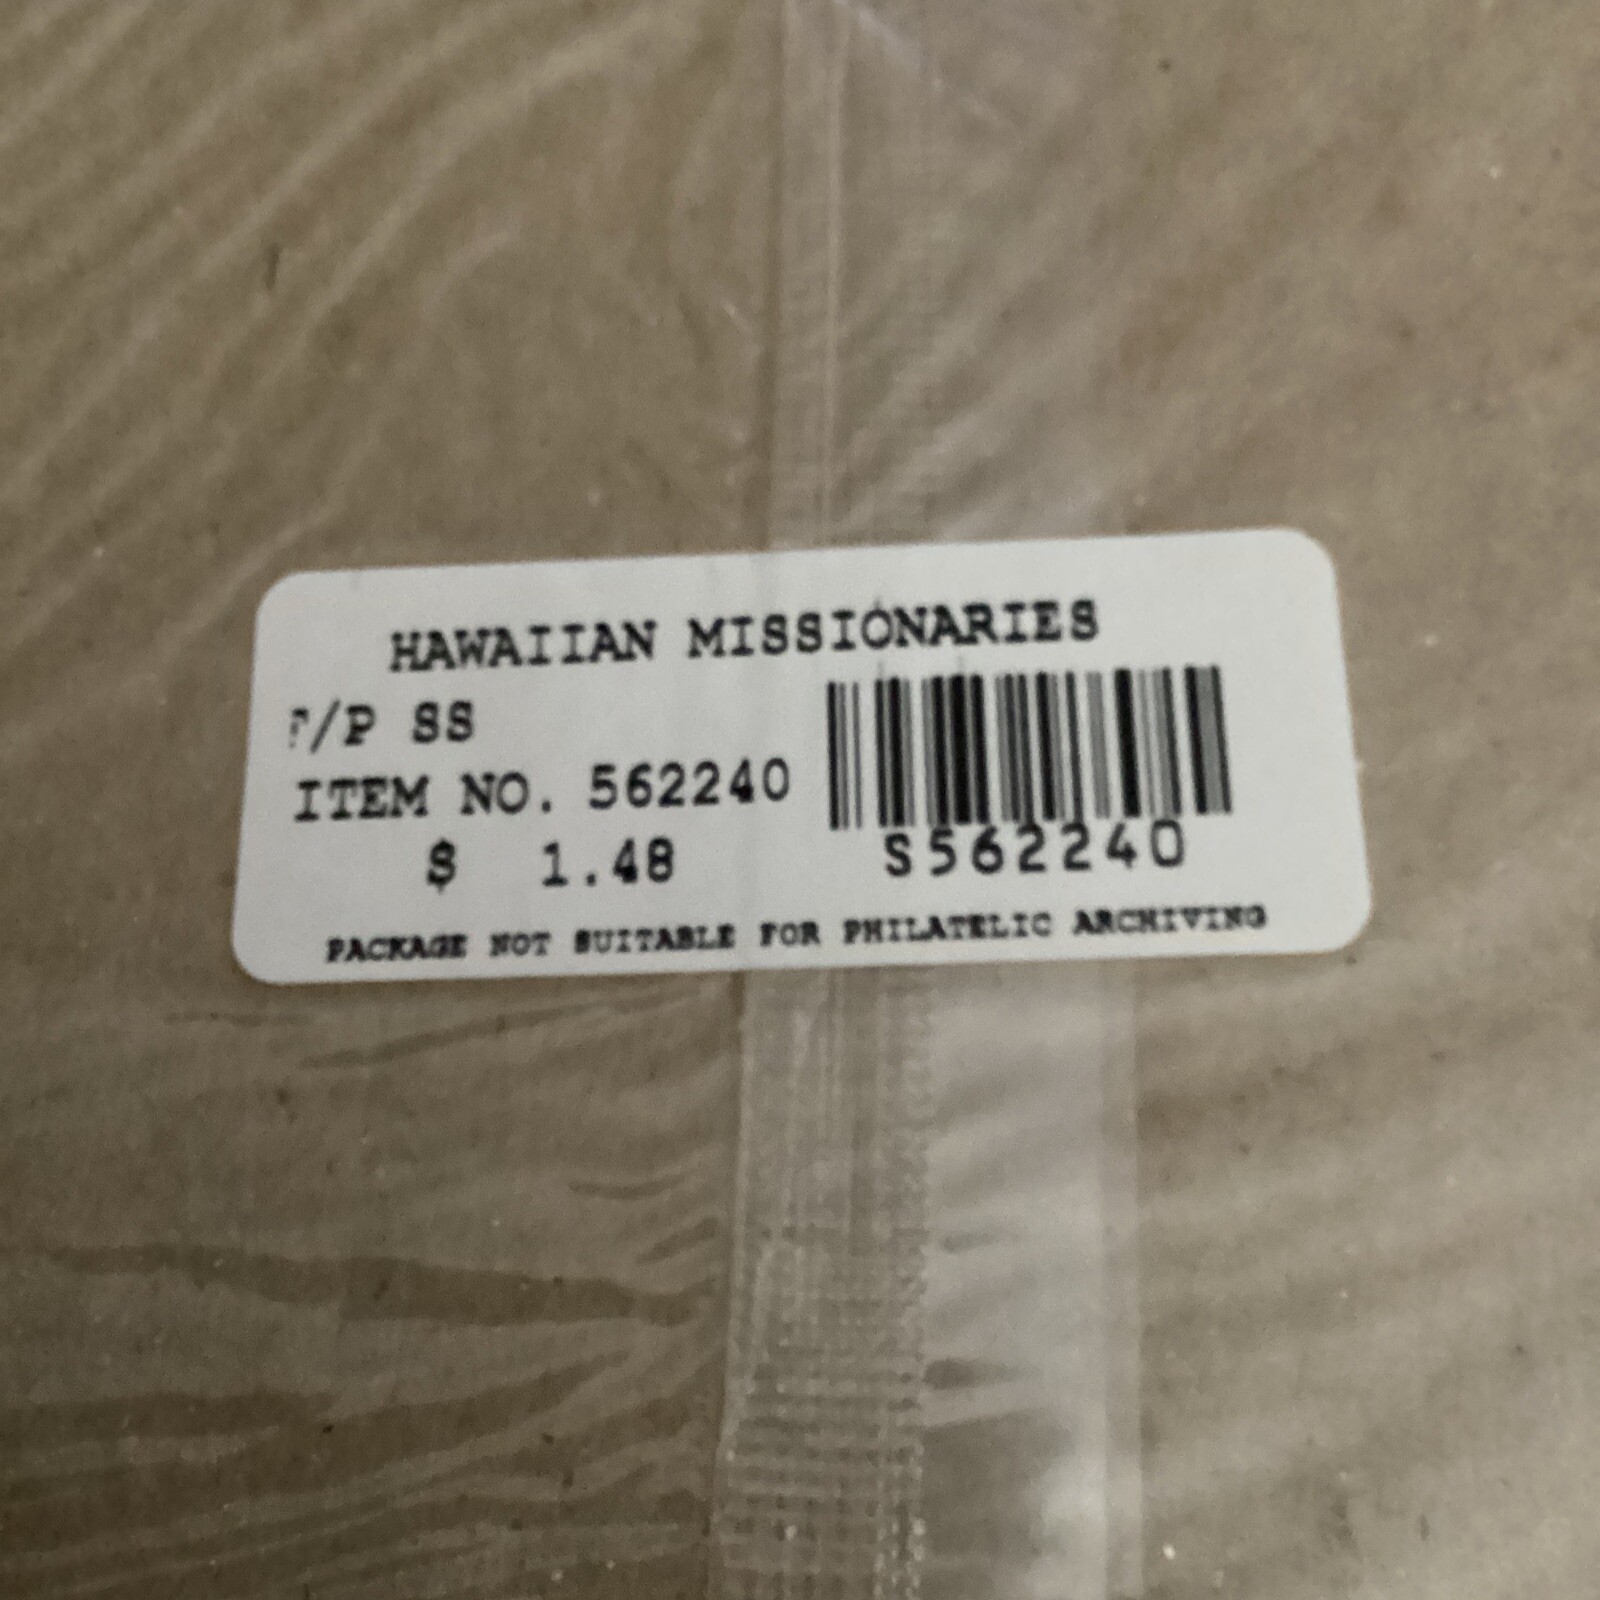 HAWAIIAN MISSIONARIES
F/P SS
ITEM NO. 562240
$ 1.48
S562240
PACKAGE NOT SUITABLE FOR PHILATELIC ARCHIVING